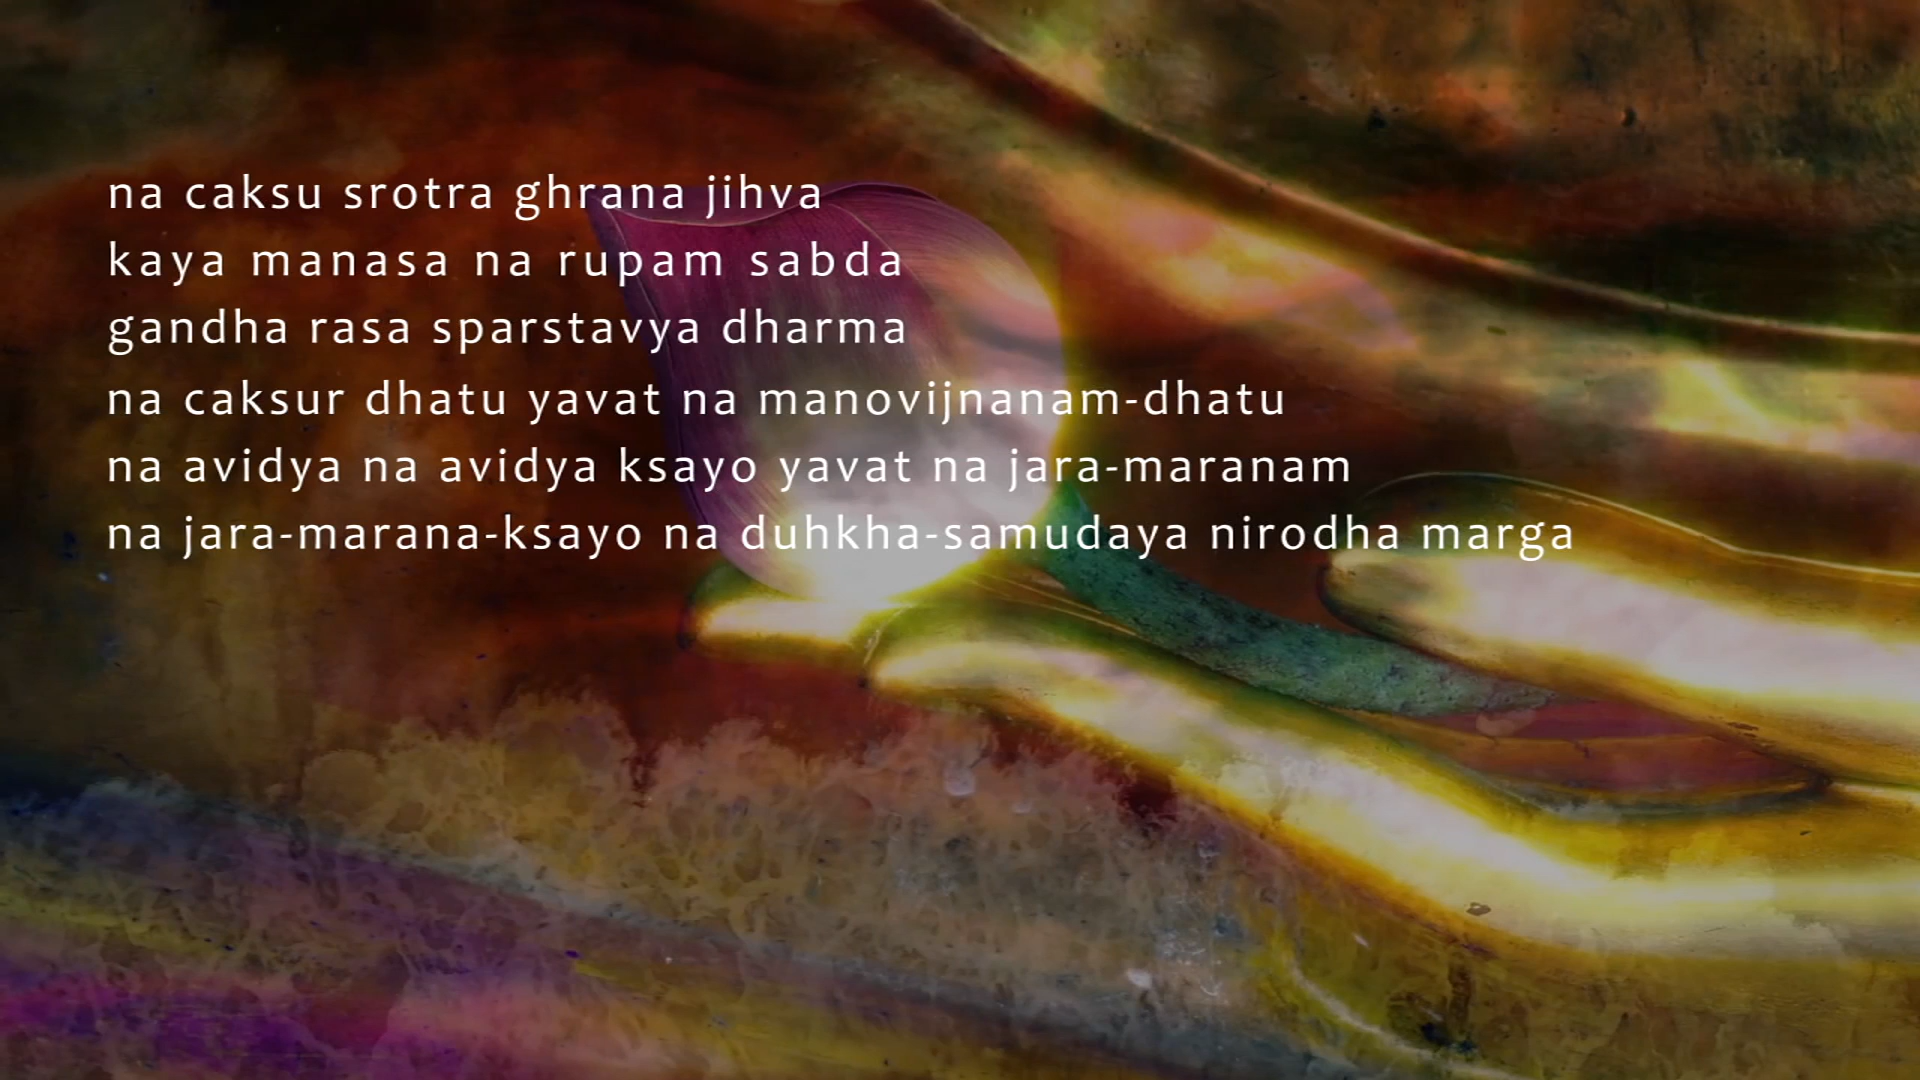 na caksu srotra ghrana jihva
kaya manasa na rupam sabda
gandha rasa sparstavya dharma
na caksur dhatu yavat na manovijnanam-dhatu
na avidya na avidya ksayo yavat na jara-maranam
na jara-marana-ksayo na duhkha-samudaya nirodha marga